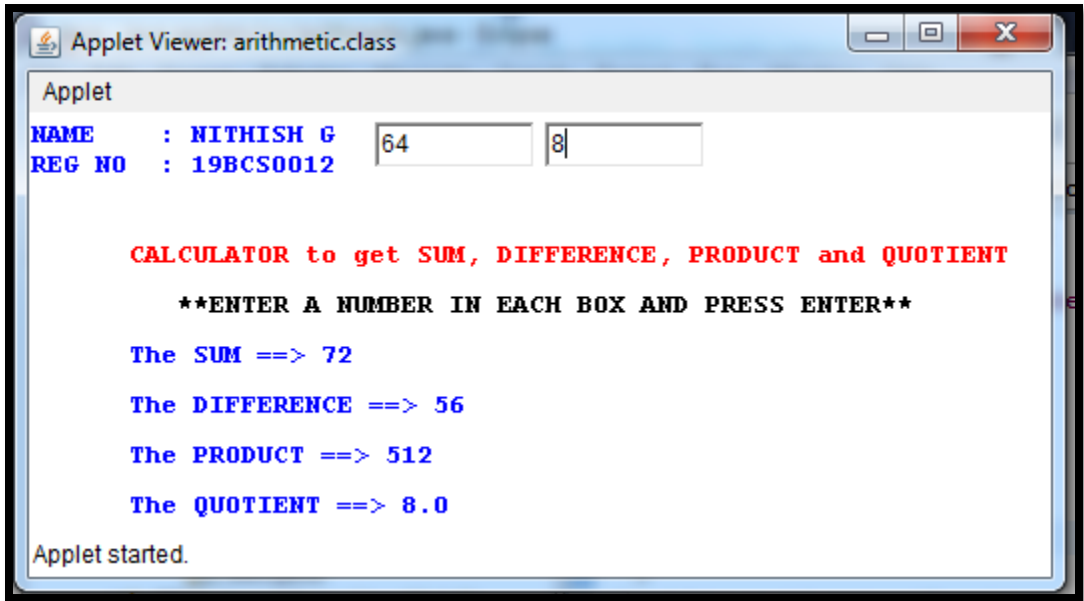 Applet Viewer: arithmetic.class
Applet
NAME : NITHISH G
REG NO : 19BCS0012
64 8
CALCULATOR to get SUM, DIFFERENCE, PRODUCT and QUOTIENT
**ENTER A NUMBER IN EACH BOX AND PRESS ENTER**
The SUM ==> 72
The DIFFERENCE ==> 56
The PRODUCT ==> 512
The QUOTIENT ==> 8.0
Applet started.